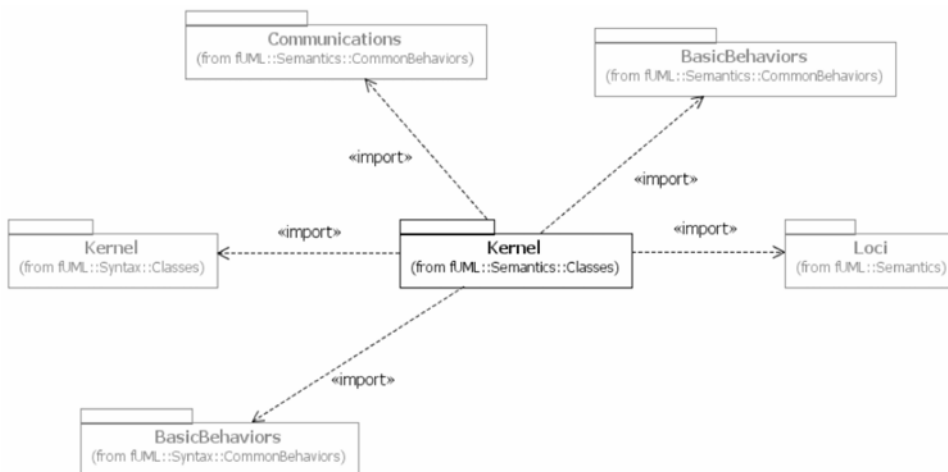 Communications
(from fUML::Semantics::CommonBehaviors)
BasicBehaviors
(from fUML::Semantics::CommonBehaviors)
«import»
«import»
Kernel
(from fUML::Syntax::Classes)
«import»
Kernel
(from fUML::Semantics::Classes)
«import»
Loci
(from fUML::Semantics)
«import»
BasicBehaviors
(from fUML::Syntax::CommonBehaviors)